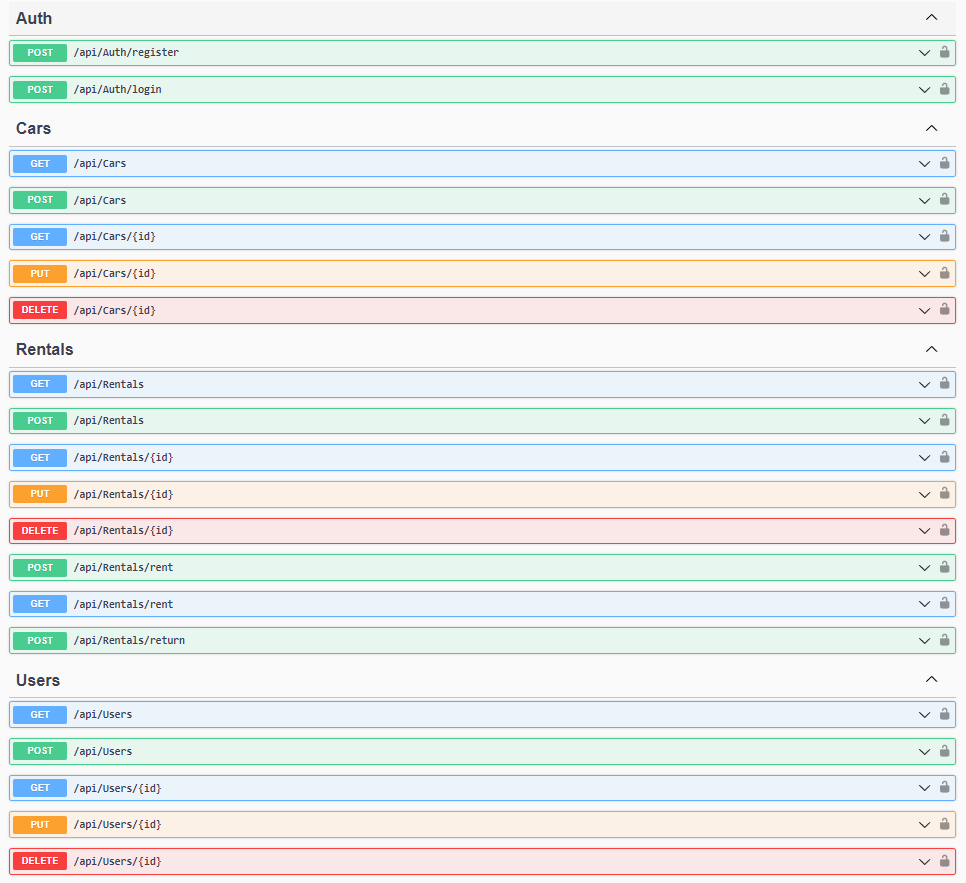 Auth
POST /api/Auth/register
POST /api/Auth/login
Cars
GET /api/Cars
POST /api/Cars
GET /api/Cars/{id}
PUT /api/Cars/{id}
DELETE /api/Cars/{id}
Rentals
GET /api/Rentals
POST /api/Rentals
GET /api/Rentals/{id}
PUT /api/Rentals/{id}
DELETE /api/Rentals/{id}
POST /api/Rentals/rent
GET /api/Rentals/rent
POST /api/Rentals/return
Users
GET /api/Users
POST /api/Users
GET /api/Users/{id}
PUT /api/Users/{id}
DELETE /api/Users/{id}